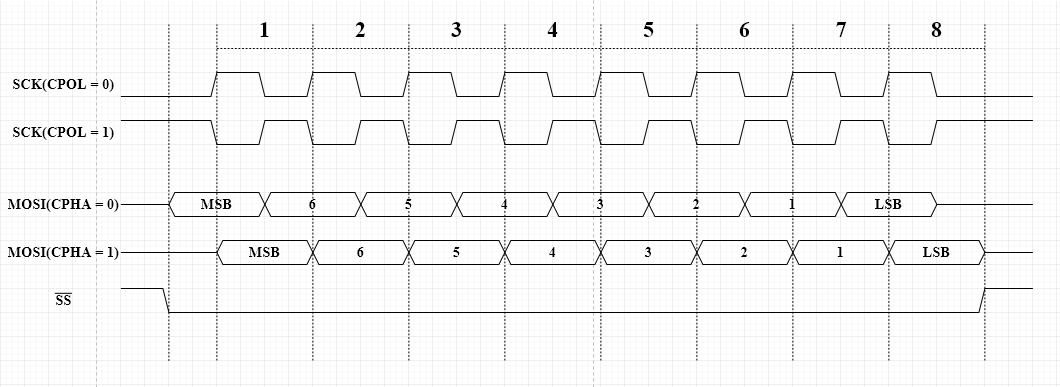 1 2 3 4 5 6 7 8
SCK(CPOL = 0)
SCK(CPOL = 1)
MOSI(CPHA = 0) MSB 6 5 4 3 2 1 LSB
MOSI(CPHA = 1) MSB 6 5 4 3 2 1 LSB
S̅S̅